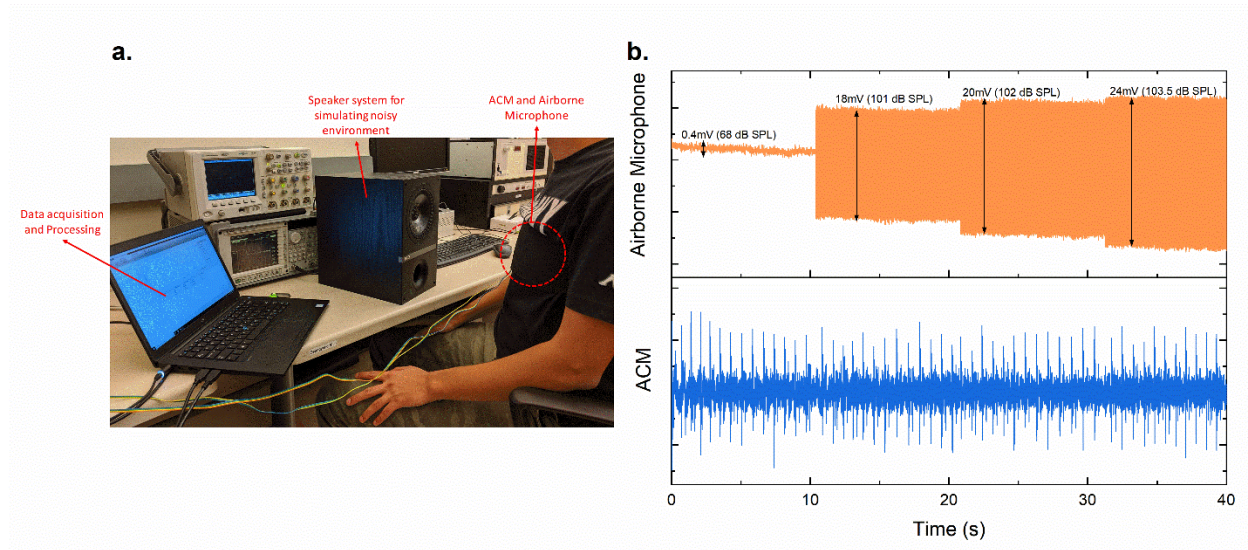 a.
Speaker system for
simulating noisy
environment
ACM and Airborne
Microphone
Data acquisition
and Processing
b.
Airborne Microphone
0.4mV (68 dB SPL)
18mV (101 dB SPL)
20mV (102 dB SPL)
24mV (103.5 dB SPL)
ACM
0
10
20
30
40
Time (s)